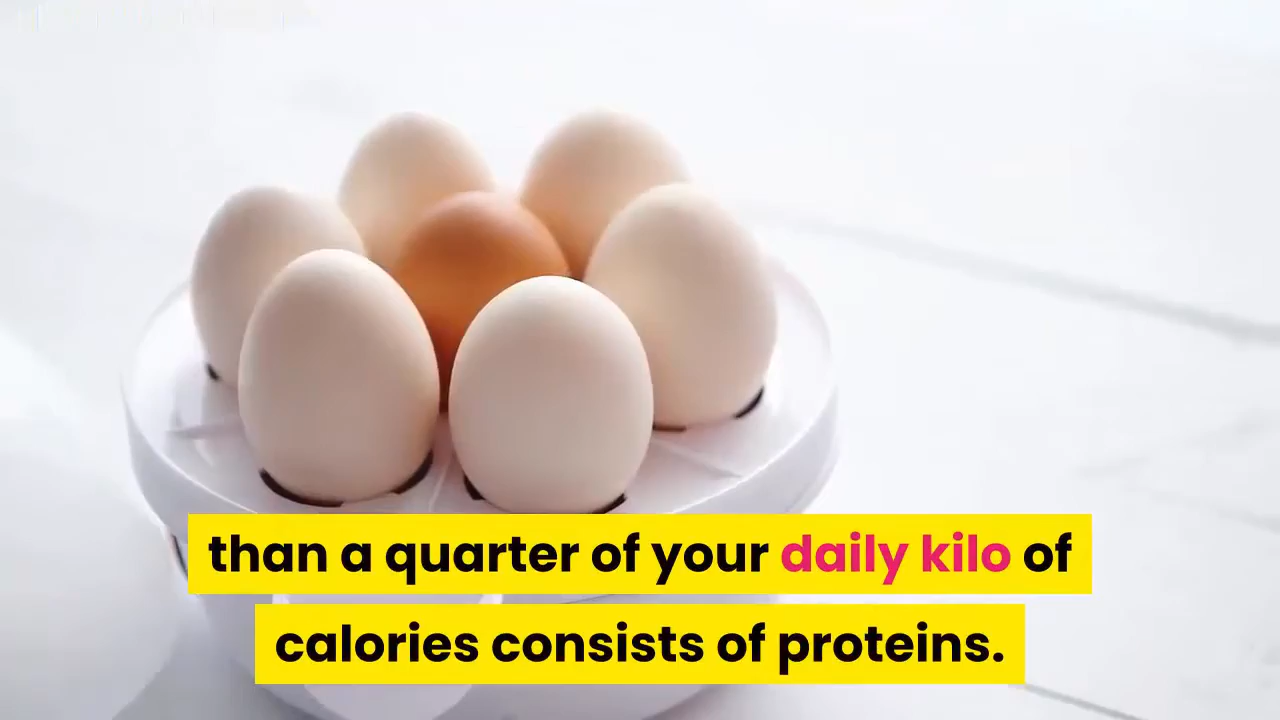 than a quarter of your daily kilo of
calories consists of proteins.